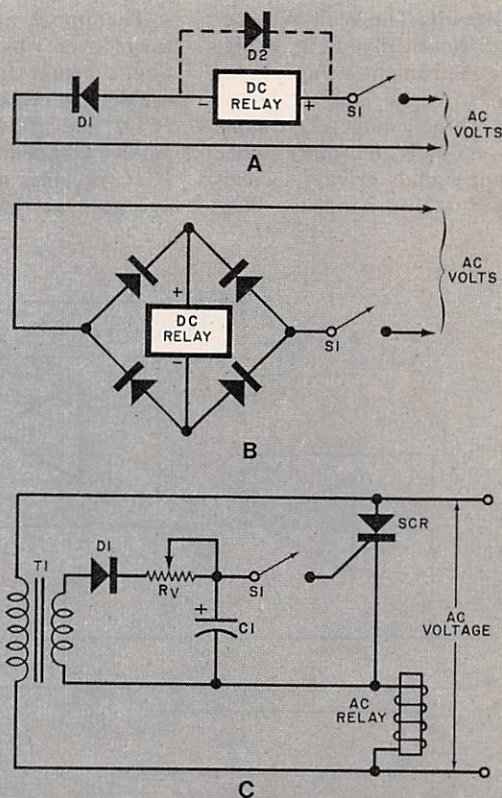 D2
DC
RELAY
- +
D1
S1
AC
VOLTS
A
AC
VOLTS
+
DC
RELAY
-
S1
B
SCR
T1
D1
RV
S1
+
C1
AC
VOLTAGE
AC
RELAY
C